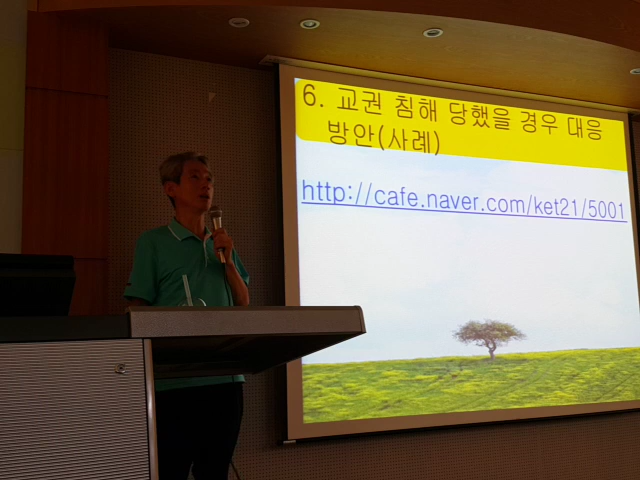 6. 교권 침해 당했을 경우 대응
방안(사례)
http://cafe.naver.com/ket21/5001